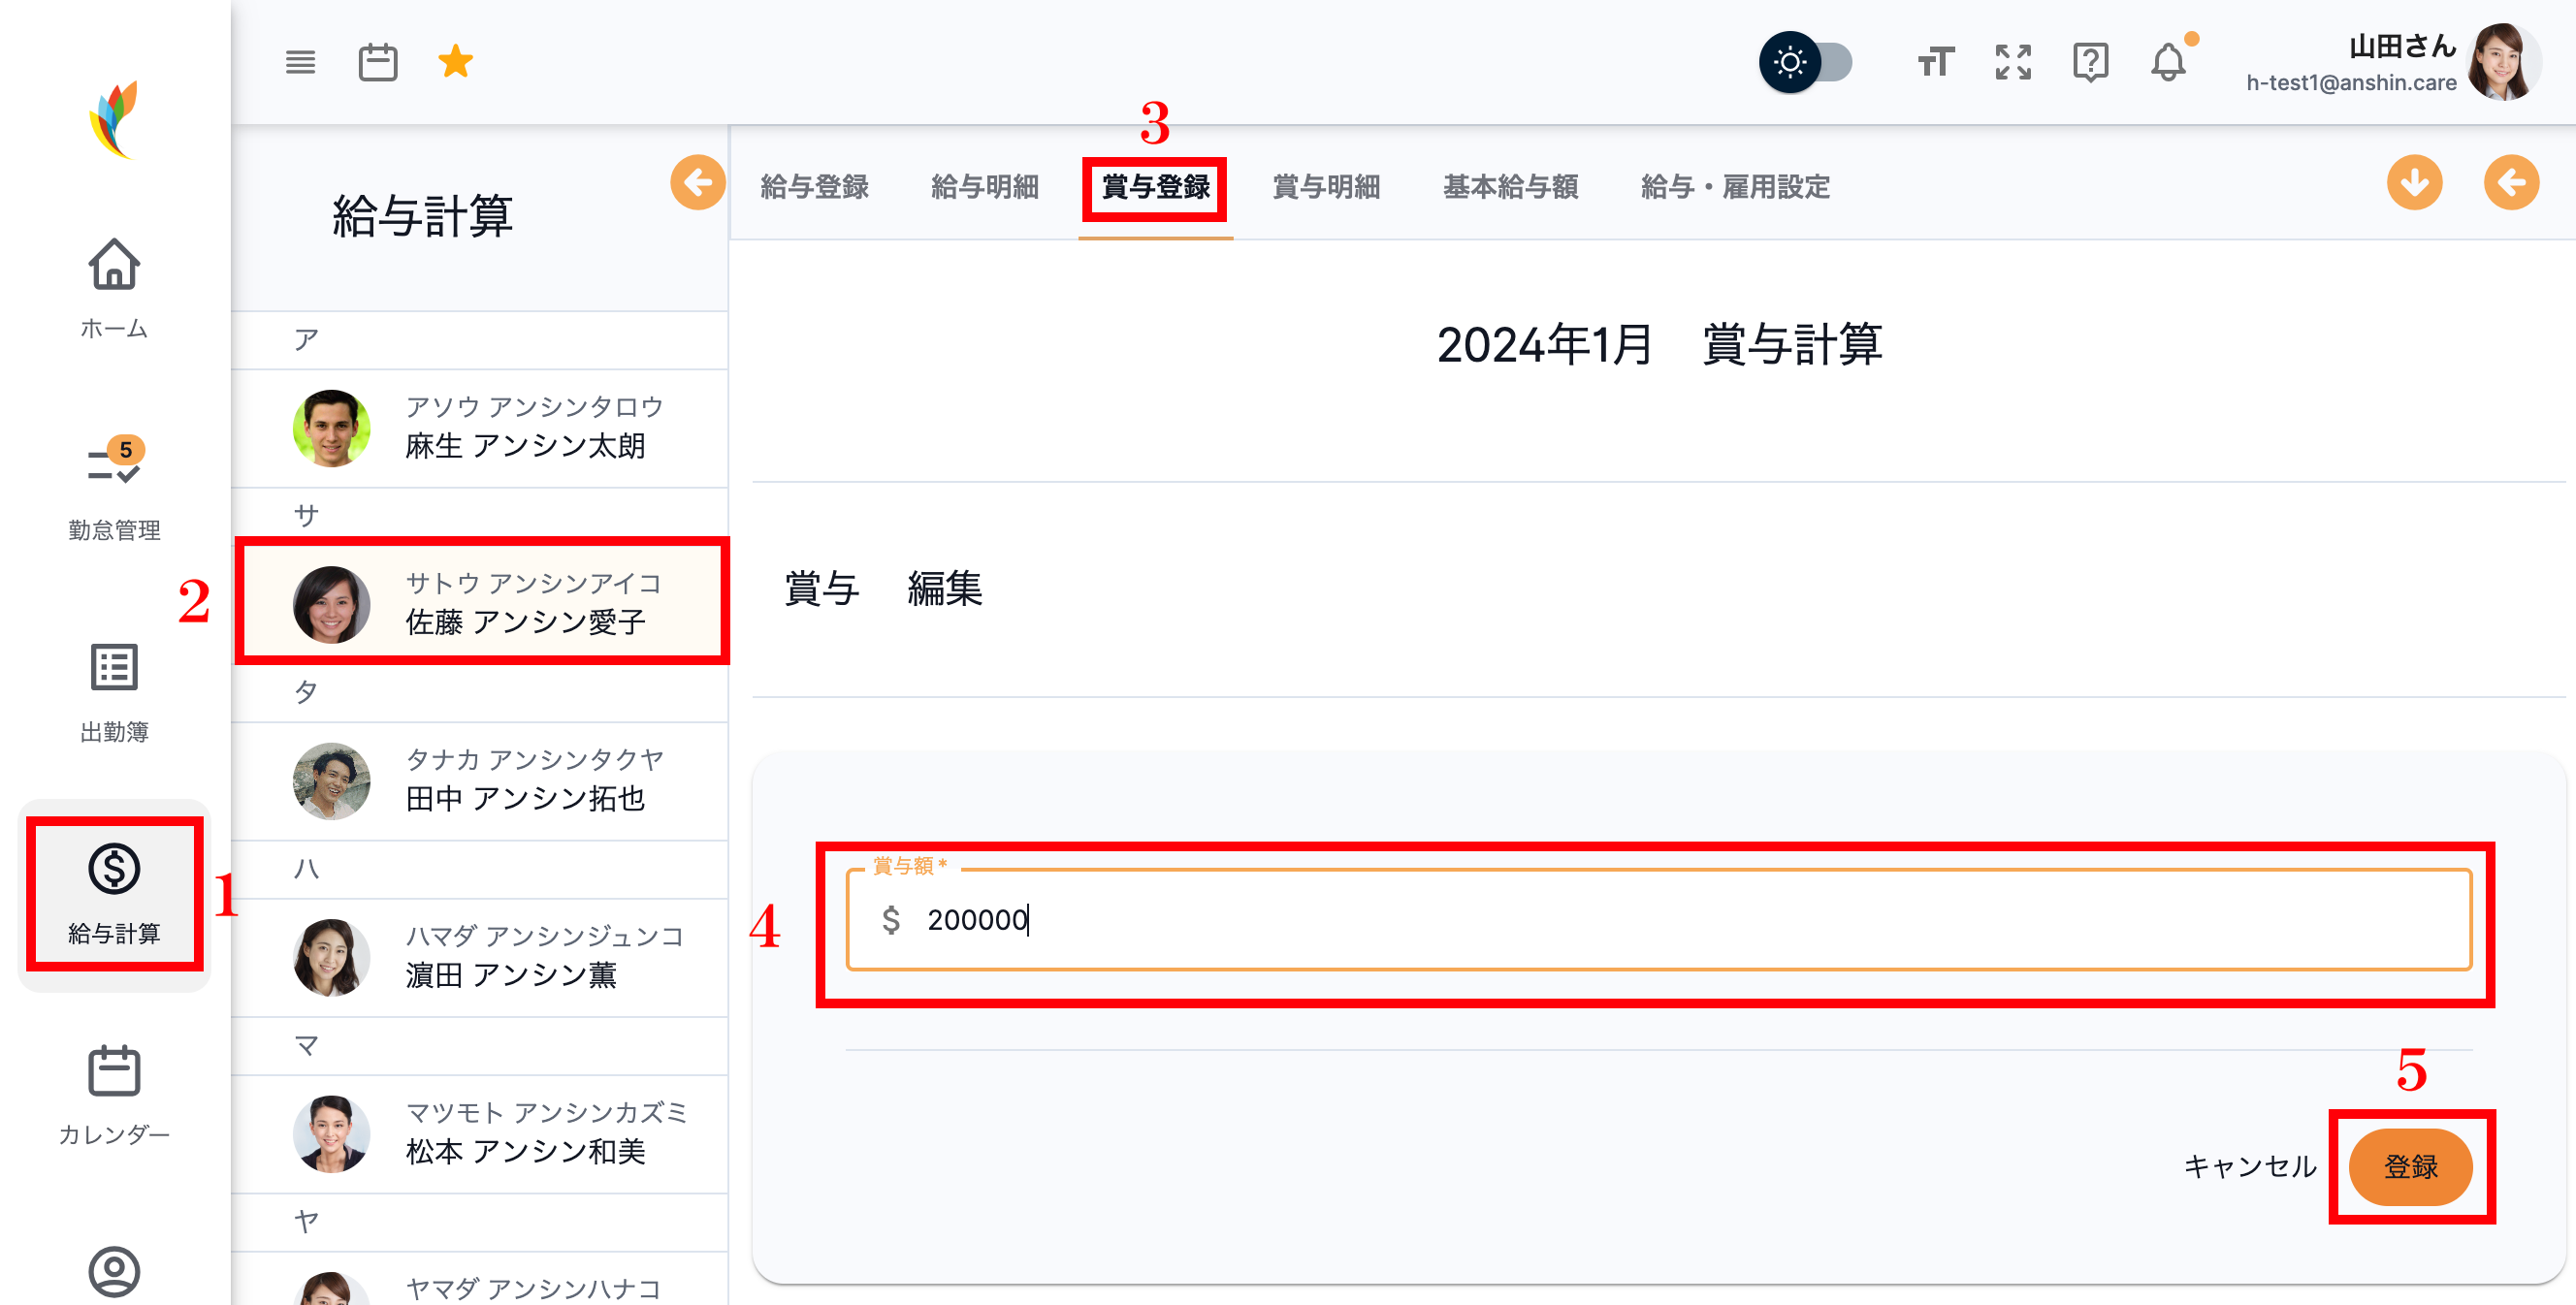 山田さん
h-test1@anshin.care
ホーム
5
勤怠管理
出勤簿
給与計算
1
カレンダー
給与計算
ア
アソウ アンシンタロウ
麻生 アンシン太朗
サ
2
サトウ アンシンアイコ
佐藤 アンシン愛子
タ
タナカ アンシンタクヤ
田中 アンシン拓也
ハ
ハマダ アンシンジュンコ
濵田 アンシン薫
マ
マツモト アンシンカズミ
松本 アンシン和美
ヤ
ヤマダ アンシンハナコ
3
給与登録 給与明細 賞与登録 賞与明細 基本給与額 給与・雇用設定
2024年1月 賞与計算
賞与 編集
4
賞与額 *
$ 200000
5
キャンセル 登録